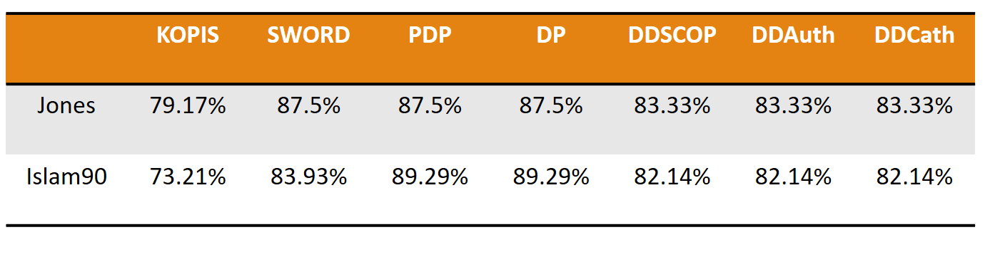 KOPIS SWORD PDP DP DDSCOP DDAuth DDCath
Jones 79.17% 87.5% 87.5% 87.5% 83.33% 83.33% 83.33%
Islam90 73.21% 83.93% 89.29% 89.29% 82.14% 82.14% 82.14%